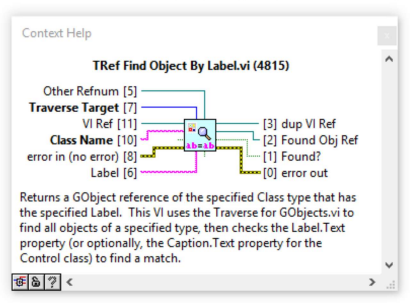 Context Help
x
TRef Find Object By Label.vi (4815)
Other Refnum [5]
Traverse Target [7]
VI Ref [11]
Class Name [10]
error in (no error) [8]
Label [6]
[3] dup VI Ref
[2] Found Obj Ref
[1] Found?
[0] error out
ab=ab
Returns a GObject reference of the specified Class type that has
the specified Label.  This VI uses the Traverse for GObjects.vi to
find all objects of a specified type, then checks the Label.Text
property (or optionally, the Caption.Text property for the
Control class) to find a match.
?